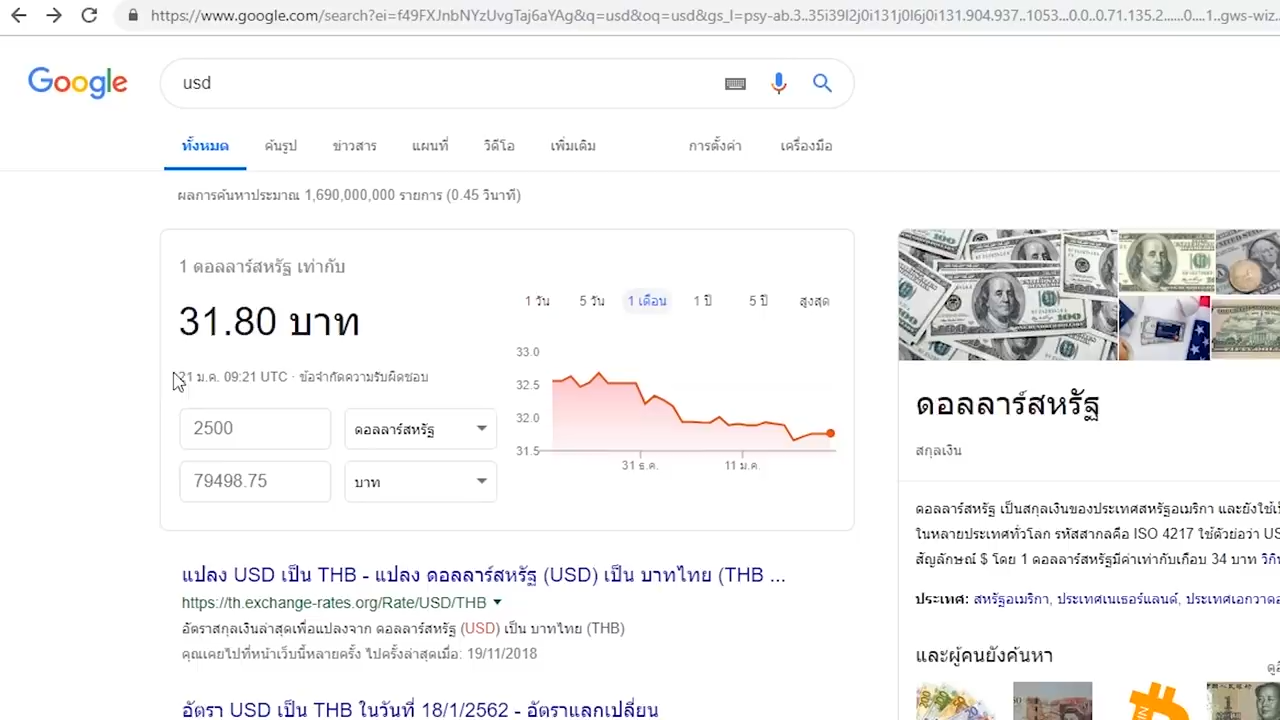 https://www.google.com/search?ei=f49FXJnbNYzUvgTaj6aYAg&q=usd&oq=usd&gs_l=psy-ab.3..35i39l2j0i131j0l6j0i131.904.937..1053...0.0..0.71.135.2......0....1..gws-wiz..
Google
usd
ทั้งหมด ค้นรูป ข่าวสาร แผนที่ วิดีโอ เพิ่มเติม การตั้งค่า เครื่องมือ
ผลการค้นหาประมาณ 1,690,000,000 รายการ (0.45 วินาที)
1 ดอลลาร์สหรัฐ เท่ากับ
31.80 บาท
21 ม.ค. 09:21 UTC · ข้อจำกัดความรับผิดชอบ
2500 ดอลลาร์สหรัฐ
79498.75 บาท
1 วัน 5 วัน 1 เดือน 1 ปี 5 ปี สูงสุด
33.0
32.5
32.0
31.5
31 ธ.ค. 11 ม.ค.
แปลง USD เป็น THB - แปลง ดอลลาร์สหรัฐ (USD) เป็น บาทไทย (THB ...
https://th.exchange-rates.org/Rate/USD/THB
อัตราสกุลเงินล่าสุดเพื่อแปลงจาก ดอลลาร์สหรัฐ (USD) เป็น บาทไทย (THB)
คุณเคยไปที่หน้าเว็บนี้หลายครั้ง ไปครั้งล่าสุดเมื่อ: 19/11/2018
อัตรา USD เป็น THB ในวันที่ 18/1/2562 - อัตราแลกเปลี่ยน
ดอลลาร์สหรัฐ
สกุลเงิน
ดอลลาร์สหรัฐ เป็นสกุลเงินของประเทศสหรัฐอเมริกา และยังใช้
ในหลายประเทศทั่วโลก รหัสสากลคือ ISO 4217 ใช้ตัวย่อว่า US
สัญลักษณ์ $ โดย 1 ดอลลาร์สหรัฐมีค่าเท่ากับเกือบ 34 บาท
ประเทศ: สหรัฐอเมริกา, ประเทศเนเธอร์แลนด์, ประเทศเอกวาดอ
และผู้คนยังค้นหา